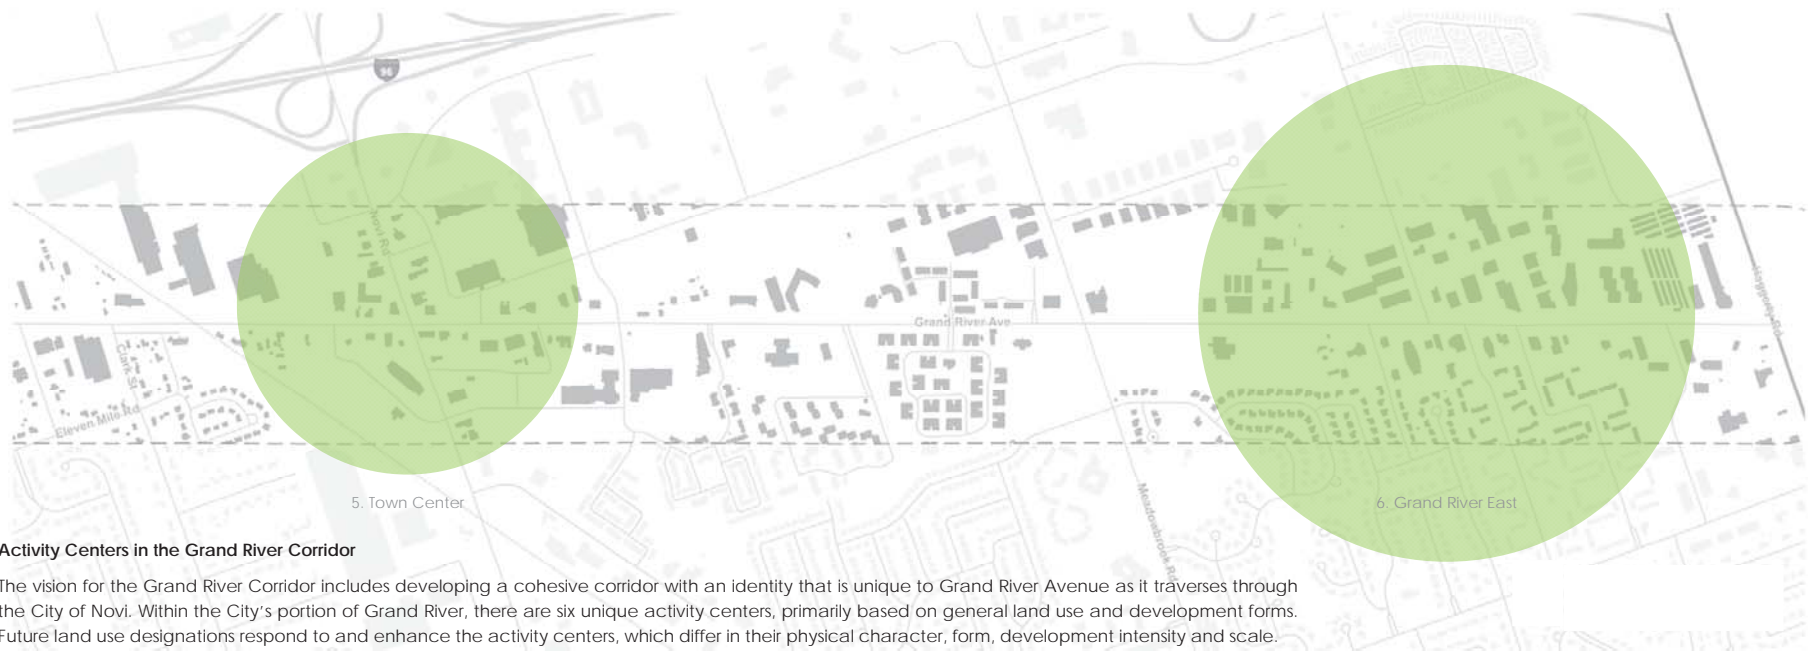 96
Novi Rd
Grand River Ave
Haggerty Rd
Clark St
Eleven Mile Rd
Meadowbrook Rd
5. Town Center
6. Grand River East
Activity Centers in the Grand River Corridor
The vision for the Grand River Corridor includes developing a cohesive corridor with an identity that is unique to Grand River Avenue as it traverses through
the City of Novi. Within the City's portion of Grand River, there are six unique activity centers, primarily based on general land use and development forms.
Future land use designations respond to and enhance the activity centers, which differ in their physical character, form, development intensity and scale.